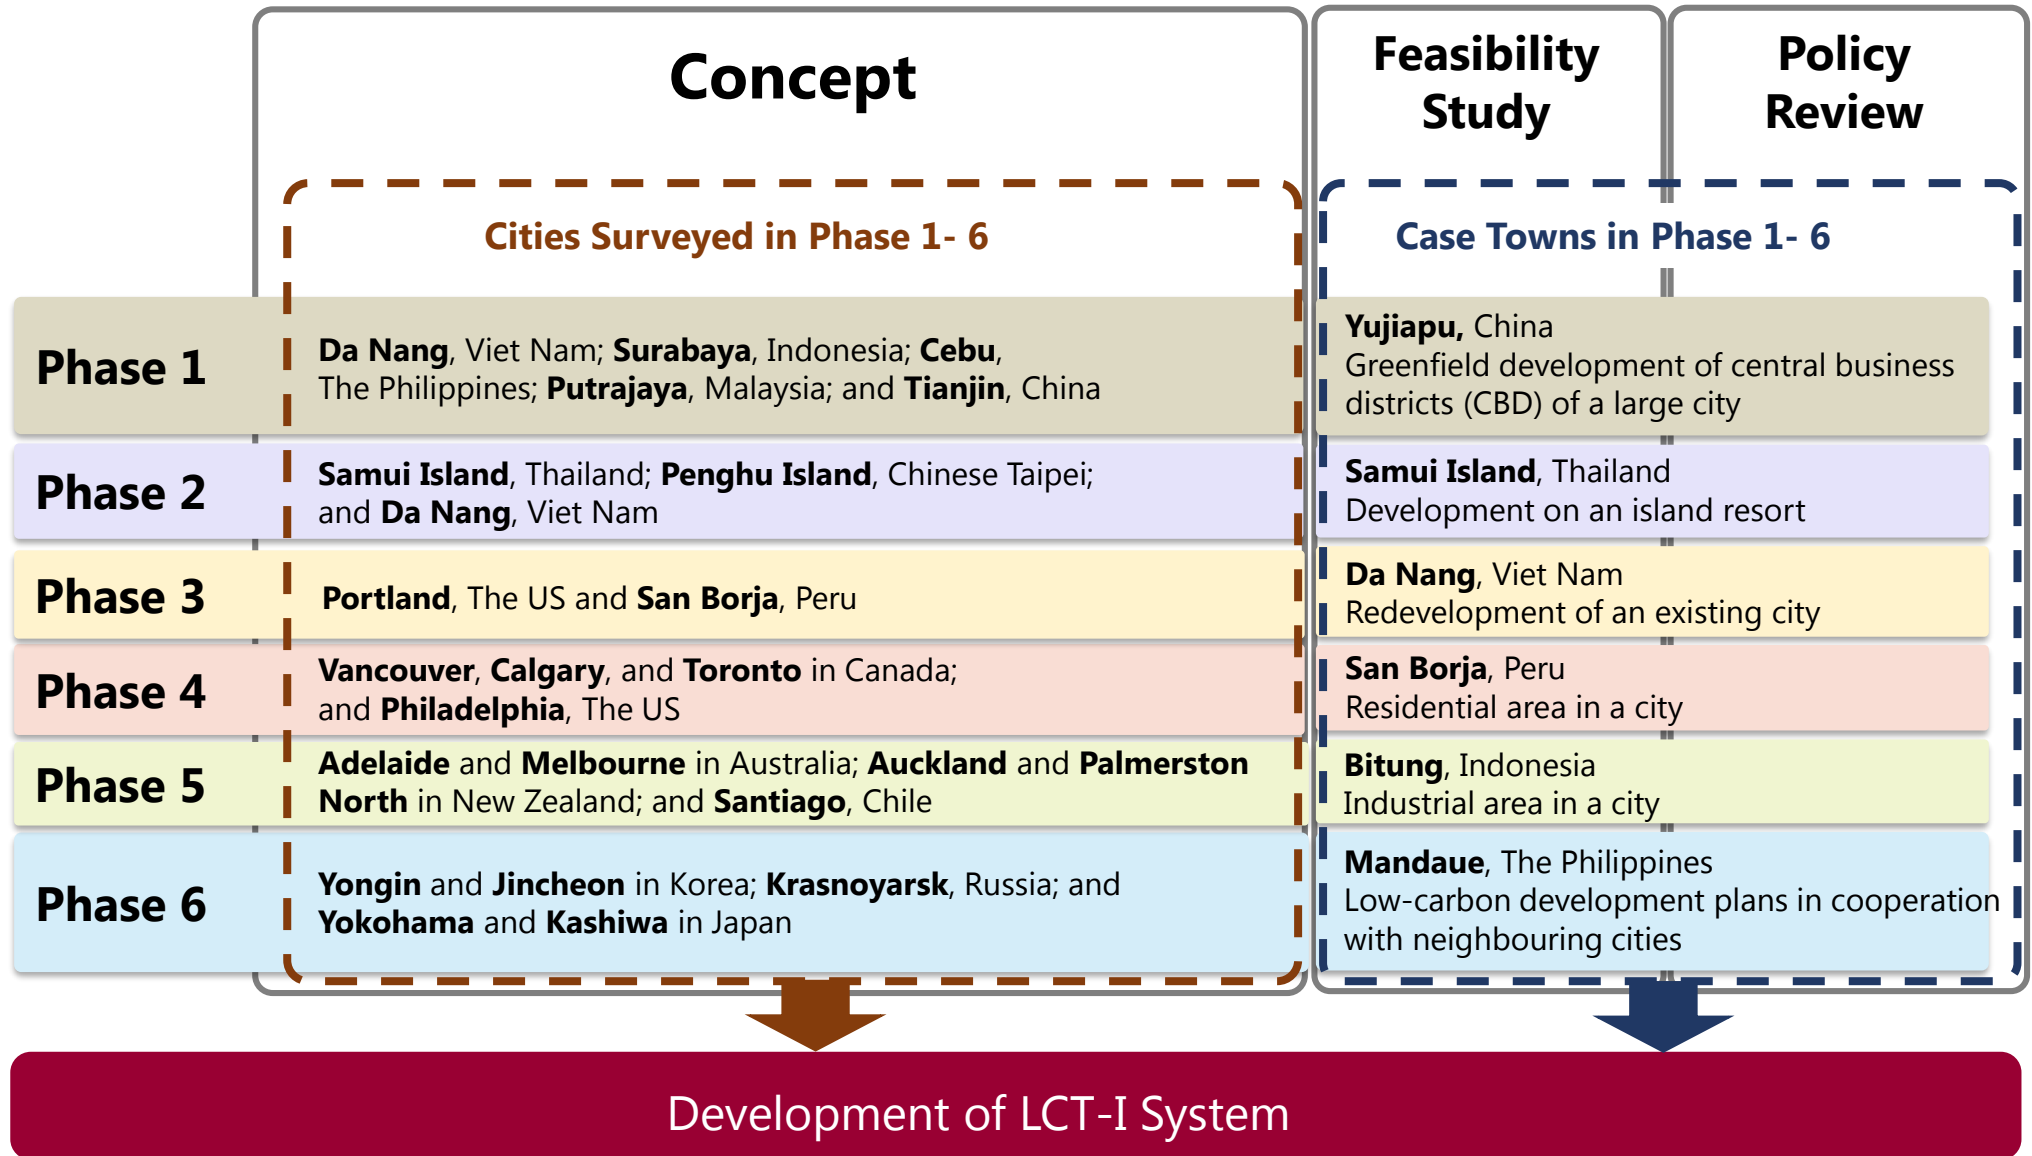 Concept
Feasibility
Study
Policy
Review
Cities Surveyed in Phase 1- 6
Case Towns in Phase 1- 6
Phase 1
Da Nang, Viet Nam; Surabaya, Indonesia; Cebu,
The Philippines; Putrajaya, Malaysia; and Tianjin, China
Yujiapu, China
Greenfield development of central business
districts (CBD) of a large city
Phase 2
Samui Island, Thailand; Penghu Island, Chinese Taipei;
and Da Nang, Viet Nam
Samui Island, Thailand
Development on an island resort
Phase 3
Portland, The US and San Borja, Peru
Da Nang, Viet Nam
Redevelopment of an existing city
Phase 4
Vancouver, Calgary, and Toronto in Canada;
and Philadelphia, The US
San Borja, Peru
Residential area in a city
Phase 5
Adelaide and Melbourne in Australia; Auckland and Palmerston
North in New Zealand; and Santiago, Chile
Bitung, Indonesia
Industrial area in a city
Phase 6
Yongin and Jincheon in Korea; Krasnoyarsk, Russia; and
Yokohama and Kashiwa in Japan
Mandaue, The Philippines
Low-carbon development plans in cooperation
with neighbouring cities
Development of LCT-I System